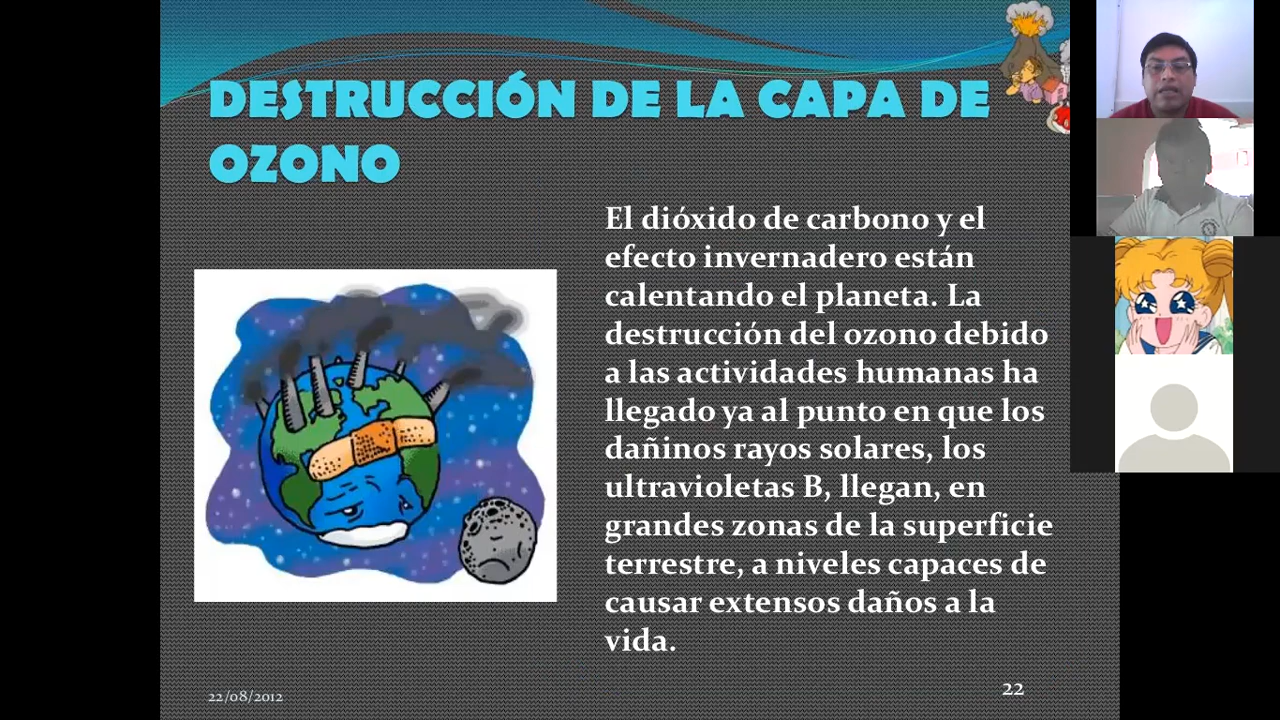 DESTRUCCIÓN DE LA CAPA DE
OZONO
El dióxido de carbono y el
efecto invernadero están
calentando el planeta. La
destrucción del ozono debido
a las actividades humanas ha
llegado ya al punto en que los
dañinos rayos solares, los
ultravioletas B, llegan, en
grandes zonas de la superficie
terrestre, a niveles capaces de
causar extensos daños a la
vida.
22/08/2012
22